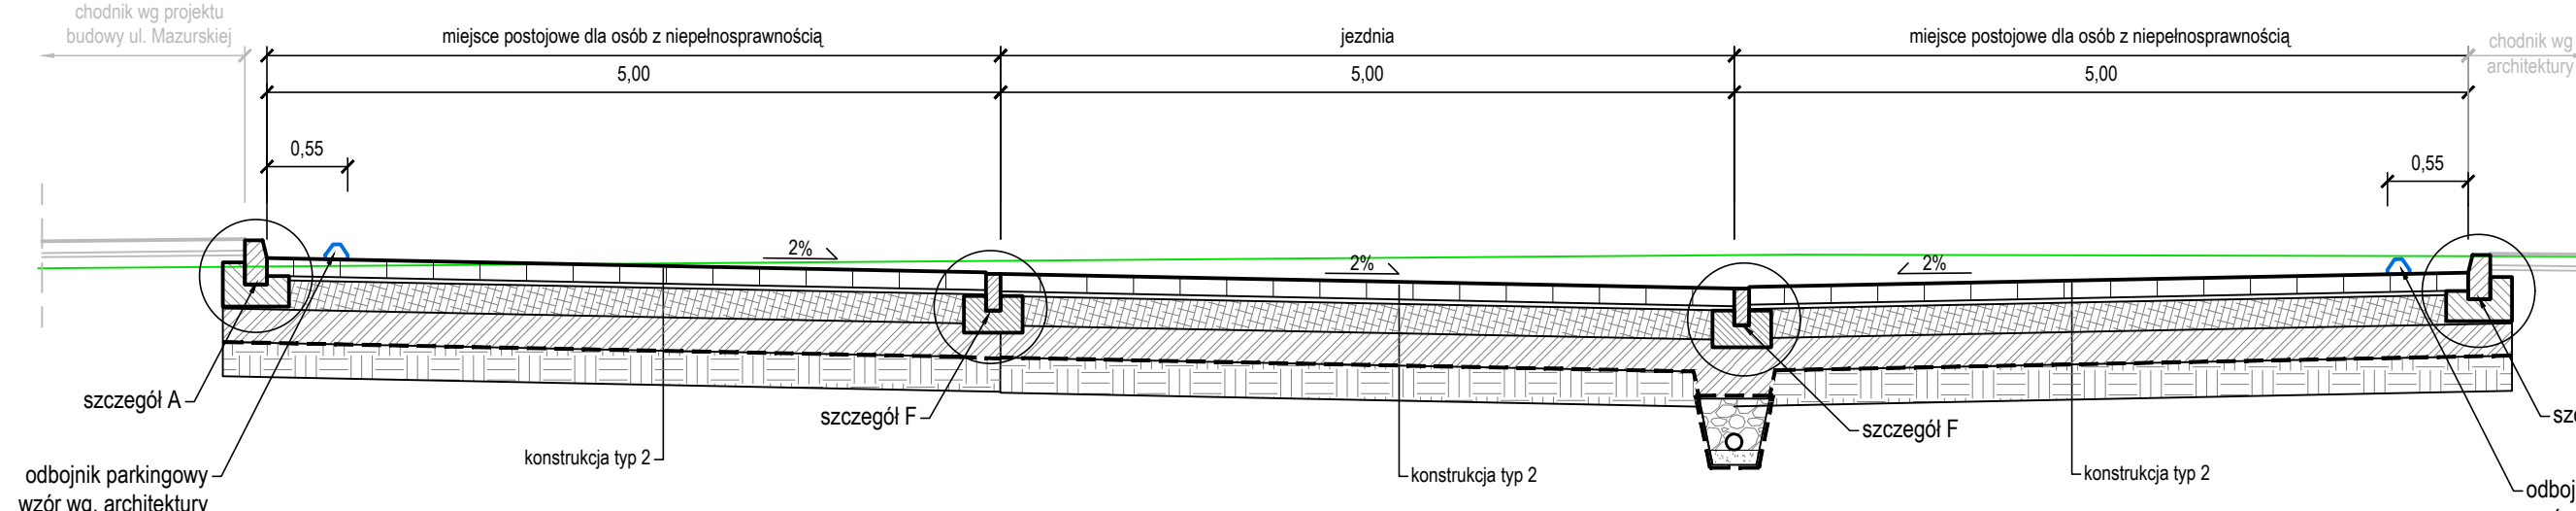 chodnik wg projektu
budowy ul. Mazurskiej
miejsce postojowe dla osób z niepełnosprawnością
jezdnia
miejsce postojowe dla osób z niepełnosprawnością
chodnik wg
architektury
5,00
5,00
5,00
0,55
0,55
2%
2%
2%
szczegół A
szczegół F
szczegół F
konstrukcja typ 2
konstrukcja typ 2
konstrukcja typ 2
odbojnik parkingowy
wzór wg. architektury